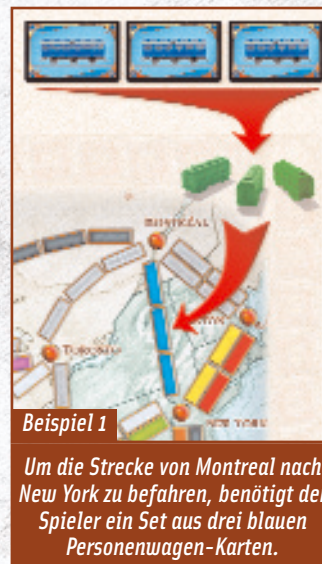 MONTRÉAL
TORONTO
NEW YORK
Beispiel 1
Um die Strecke von Montreal nach
New York zu befahren, benötigt der
Spieler ein Set aus drei blauen
Personenwagen-Karten.